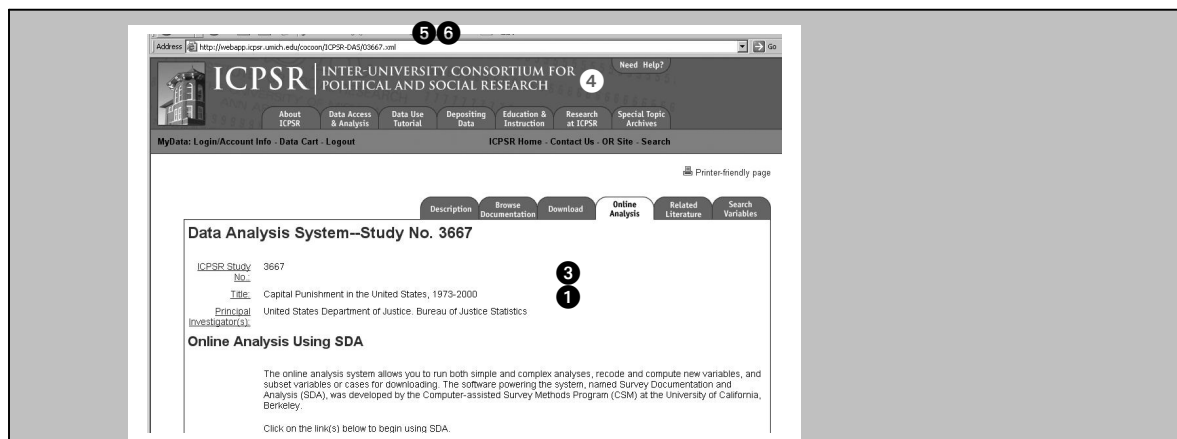 ❺ ❻
Address http://webapp.icpsr.umich.edu/cocoon/ICPSR-DAS/03667.xml Go
Need Help?
ICPSR INTER-UNIVERSITY CONSORTIUM FOR
POLITICAL AND SOCIAL RESEARCH ❹
About ICPSR
Data Access & Analysis
Data Use Tutorial
Depositing Data
Education & Instruction
Research at ICPSR
Special Topic Archives
MyData: Login/Account Info - Data Cart - Logout
ICPSR Home - Contact Us - OR Site - Search
Printer-friendly page
Description
Browse Documentation
Download
Online Analysis
Related Literature
Search Variables
Data Analysis System--Study No. 3667
ICPSR Study No.: 3667 ❸
Title: Capital Punishment in the United States, 1973-2000 ❶
Principal Investigator(s): United States Department of Justice. Bureau of Justice Statistics
Online Analysis Using SDA
The online analysis system allows you to run both simple and complex analyses, recode and compute new variables, and
subset variables or cases for downloading. The software powering the system, named Survey Documentation and
Analysis (SDA), was developed by the Computer-assisted Survey Methods Program (CSM) at the University of California,
Berkeley.
Click on the link(s) below to begin using SDA.